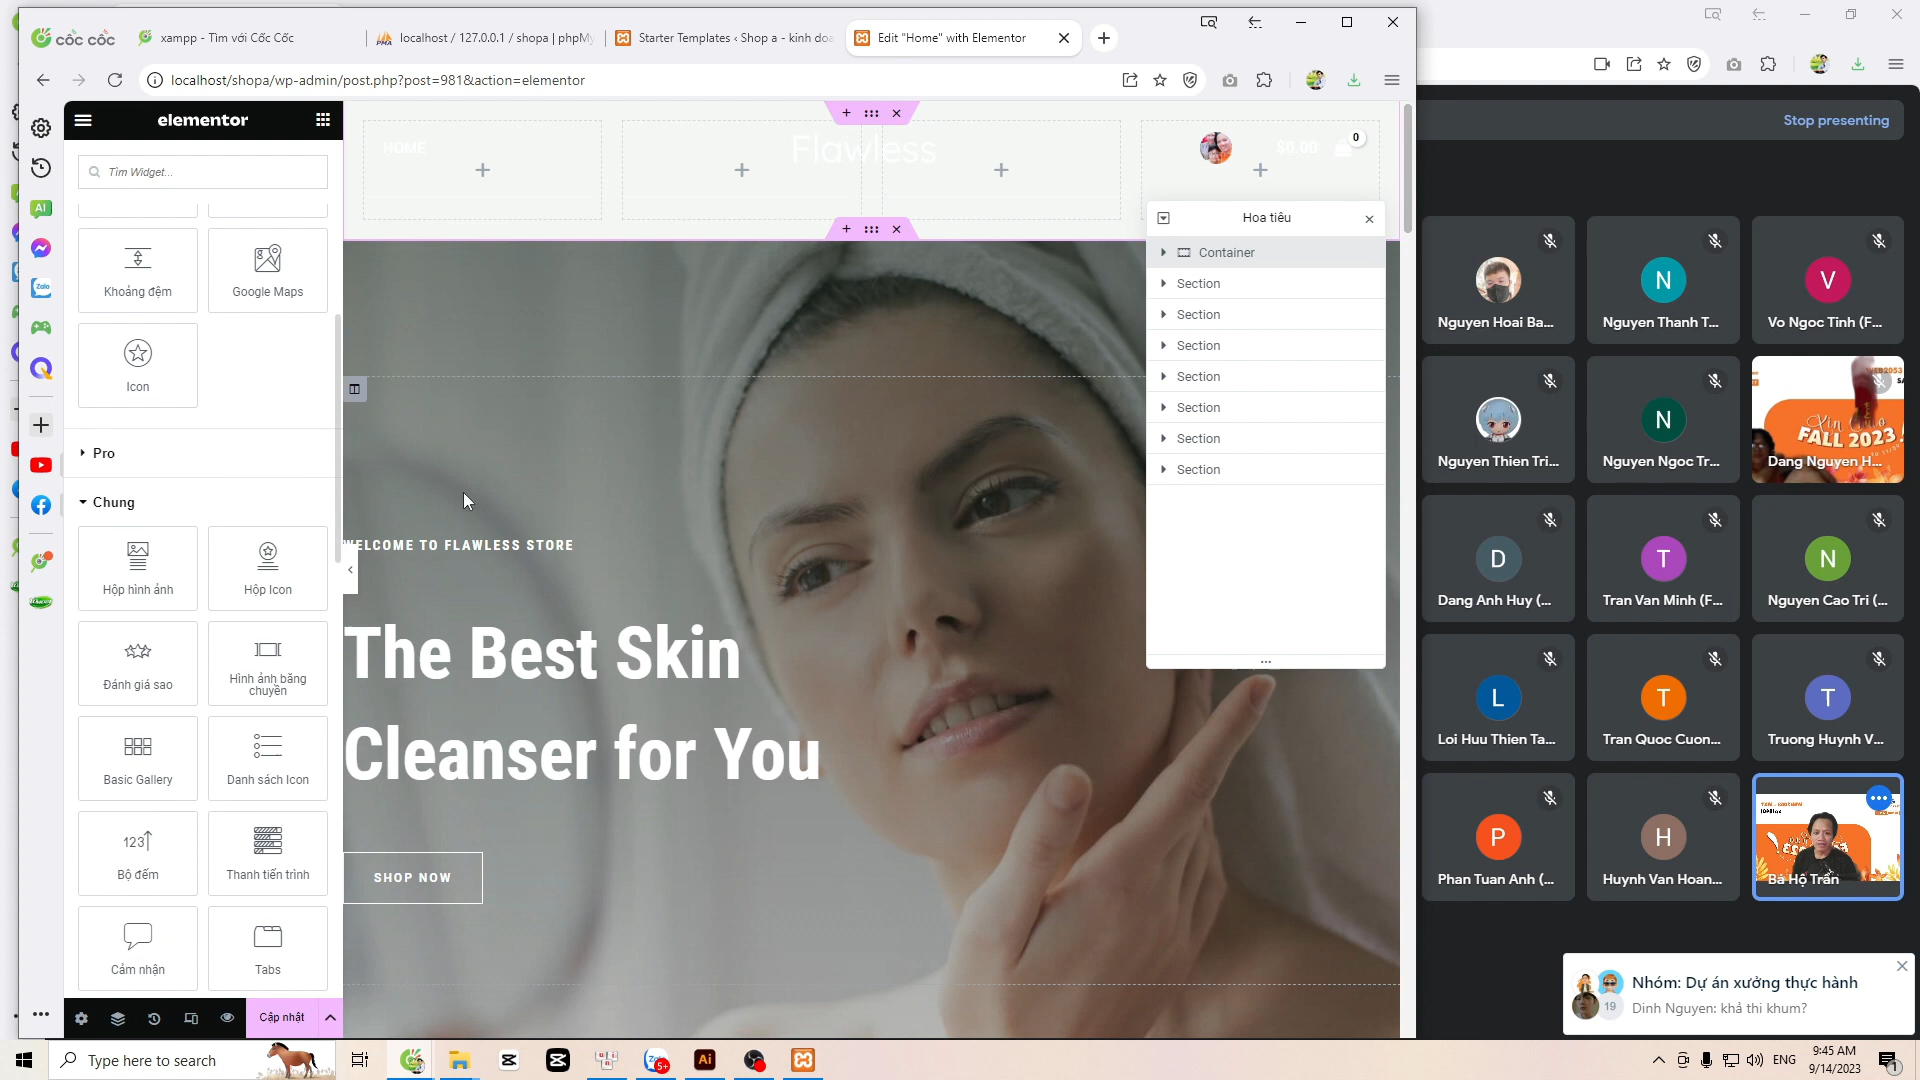 cốc cốc
xampp - Tìm với Cốc Cốc
localhost / 127.0.0.1 / shopa | phpMy
Starter Templates ‹ Shop a - kinh doa
Edit "Home" with Elementor
localhost/shopa/wp-admin/post.php?post=981&action=elementor
Stop presenting
elementor
Tìm Widget...
HOME
Flawless
$0.00
0
Khoảng đệm
Google Maps
Icon
Pro
Chung
Hộp hình ảnh
Hộp Icon
Đánh giá sao
Hình ảnh băng chuyền
Basic Gallery
Danh sách Icon
Bộ đếm
Thanh tiến trình
Cảm nhận
Tabs
Cập nhật
WELCOME TO FLAWLESS STORE
The Best Skin
Cleanser for You
SHOP NOW
Hoa tiêu
Container
Section
Section
Section
Section
Section
Section
Section
Nguyen Hoai Ba...
N
Nguyen Thanh T...
V
Vo Ngoc Tinh (F...
Nguyen Thien Tri...
N
Nguyen Ngoc Tr...
FALL 2023
Dang Nguyen H...
D
Dang Anh Huy (...
T
Tran Van Minh (F...
N
Nguyen Cao Tri (...
L
Loi Huu Thien Ta...
T
Tran Quoc Cuon...
T
Truong Huynh V...
P
Phan Tuan Anh (...
H
Huynh Van Hoan...
Bá Hộ Trần
Nhóm: Dự án xưởng thực hành
19
Dinh Nguyen: khả thi khum?
Type here to search
5+
Ai
ENG
9:45 AM
9/14/2023
1